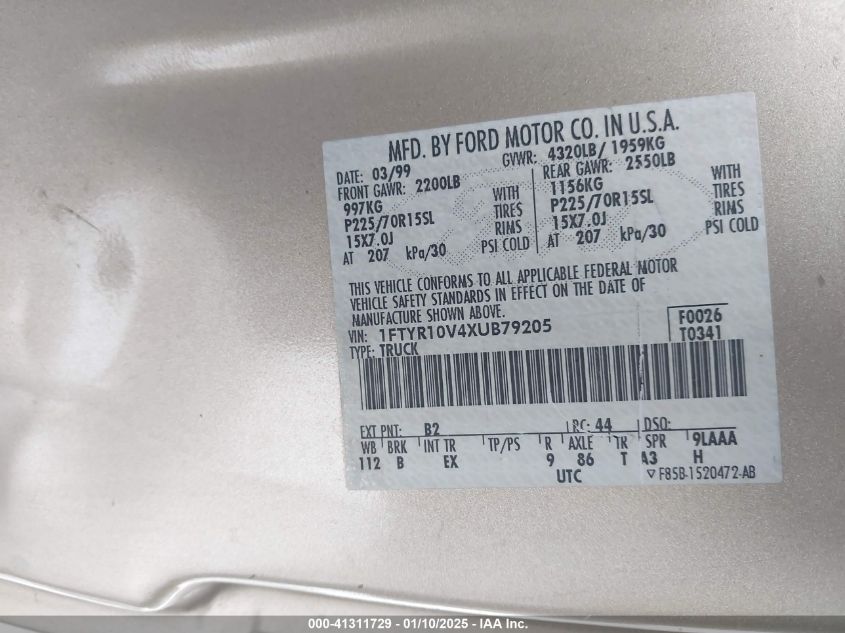 MFD. BY FORD MOTOR CO. IN U.S.A.
DATE: 03/99 GVWR: 4320LB/ 1959KG
FRONT GAWR: 2200LB REAR GAWR: 2550LB
997KG WITH 1156KG WITH
P225/70R15SL TIRES P225/70R15SL TIRES
15X7.0J RIMS 15X7.0J RIMS
AT 207 kPa/30 PSI COLD AT 207 kPa/30 PSI COLD
THIS VEHICLE CONFORMS TO ALL APPLICABLE FEDERAL MOTOR
VEHICLE SAFETY STANDARDS IN EFFECT ON THE DATE OF
MANUFACTURE SHOWN ABOVE.
VIN: 1FTYR10V4XUB79205 F0026
TYPE: TRUCK T0341
EXT PNT: B2 RC: 44 DSO:
WB BRK INT TR TP/PS R AXLE TR SPR 9LAAA
112 B EX 9 86 T A3 H
UTC F85B-1520472-AB
000-41311729 - 01/10/2025 - IAA Inc.